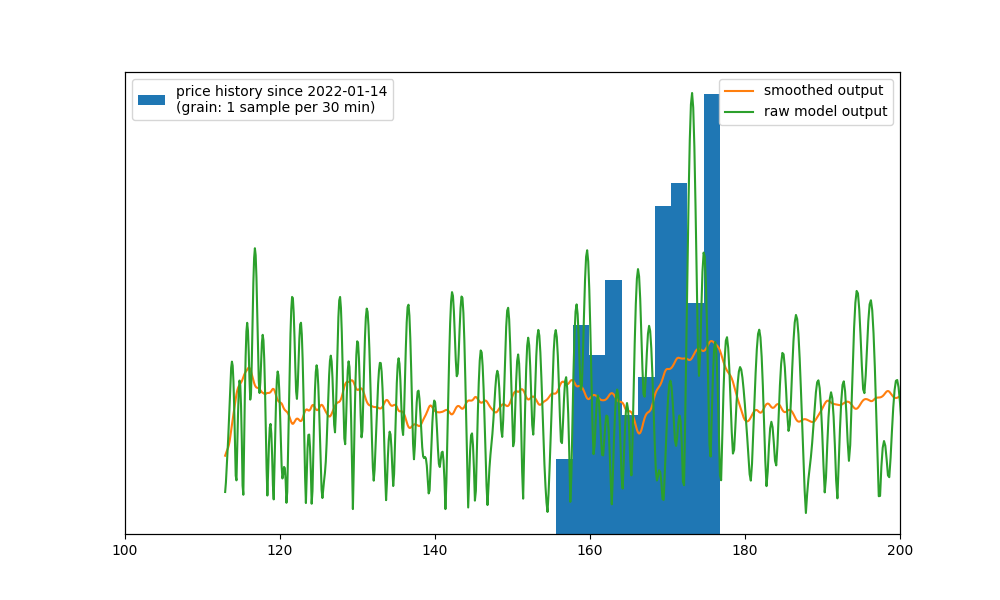 price history since 2022-01-14
(grain: 1 sample per 30 min)
smoothed output
raw model output
100
120
140
160
180
200